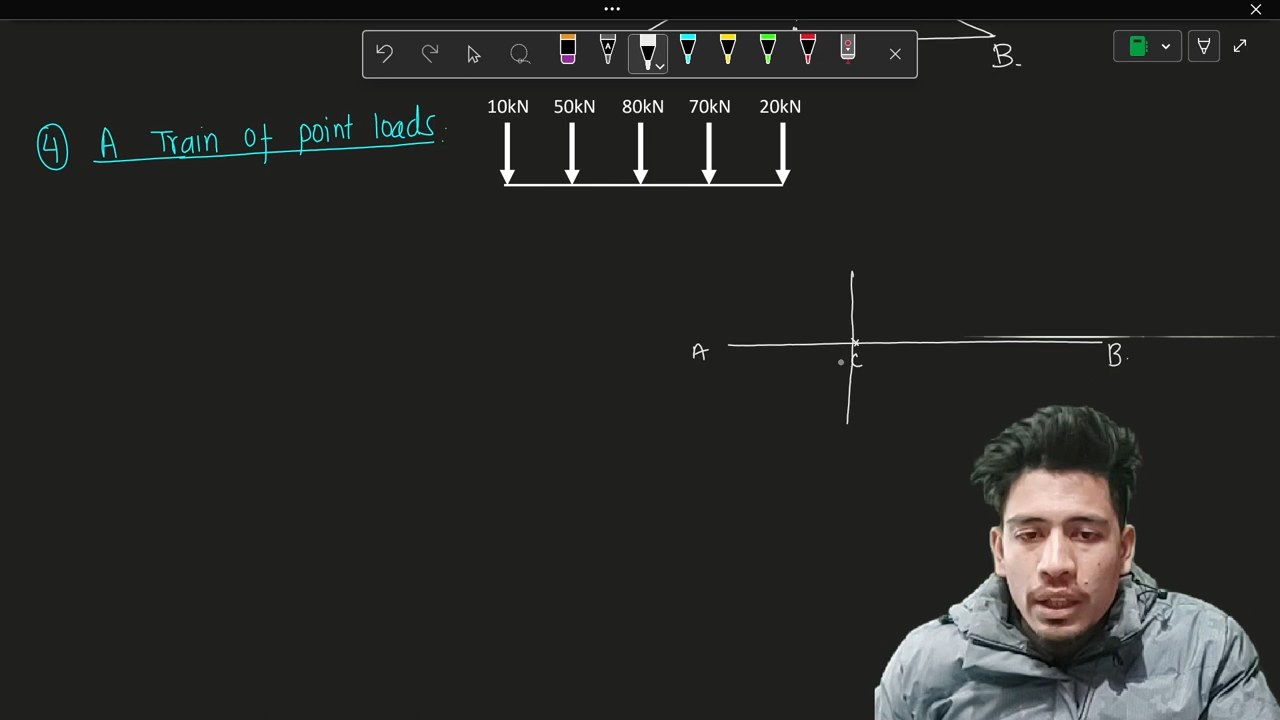 B.
④ A Train of point loads:
10kN 50kN 80kN 70kN 20kN
A C B.